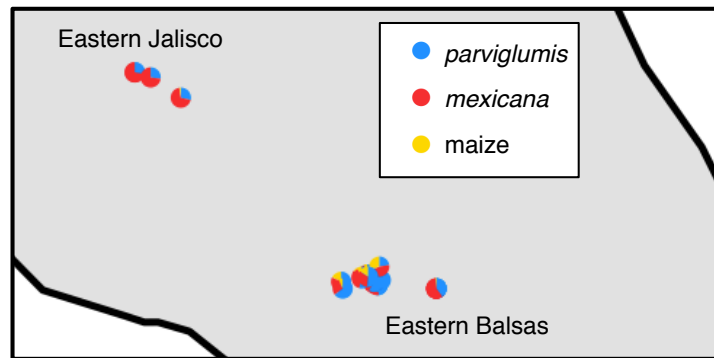 Eastern Jalisco
parviglumis
mexicana
maize
Eastern Balsas